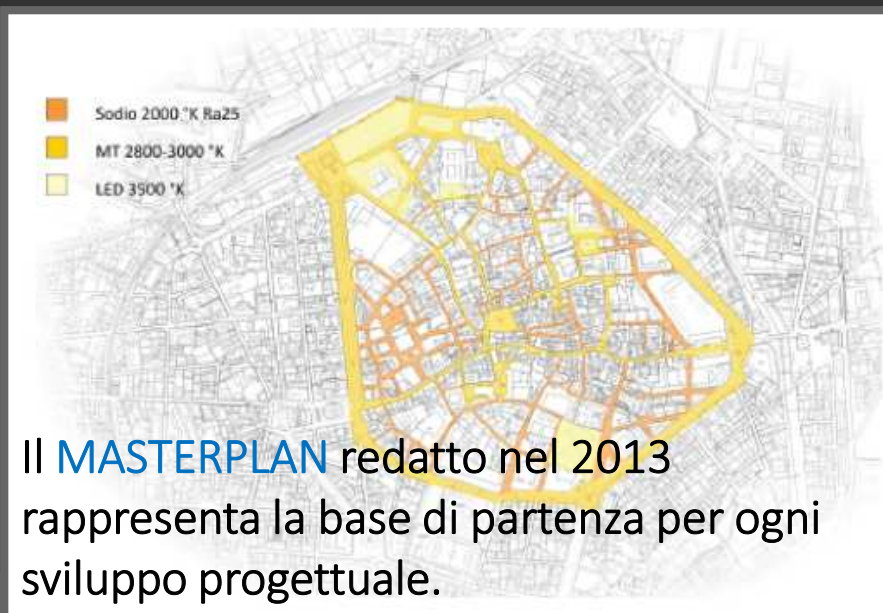 Sodio 2000 °K Ra25
MT 2800-3000 °K
LED 3500 °K
Il MASTERPLAN redatto nel 2013
rappresenta la base di partenza per ogni
sviluppo progettuale.